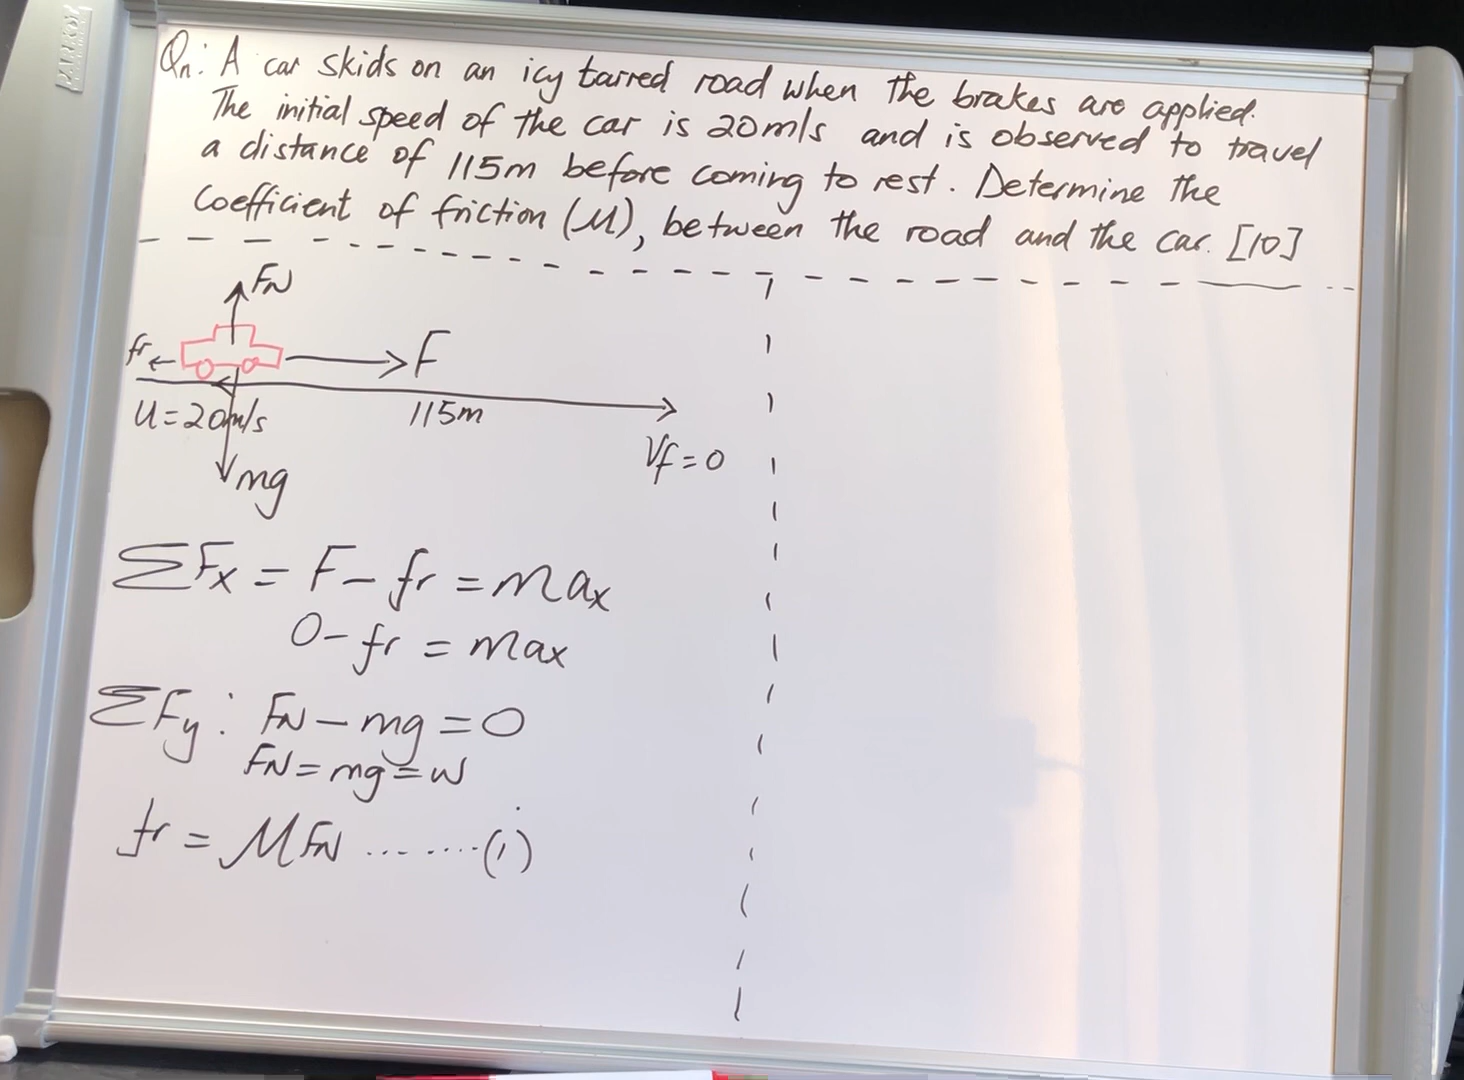 Qn: A car skids on an icy tarred road when the brakes are applied.
The initial speed of the car is 20m/s and is observed to travel
a distance of 115m before coming to rest. Determine the
Coefficient of friction (μ), between the road and the car. [10]
FN
fr
F
U=20m/s
115m
Vf=0
mg
ΣFx = F - fr = max
0 - fr = max
ΣFy: FN - mg = 0
FN = mg = w
fr = μFN ........(i)